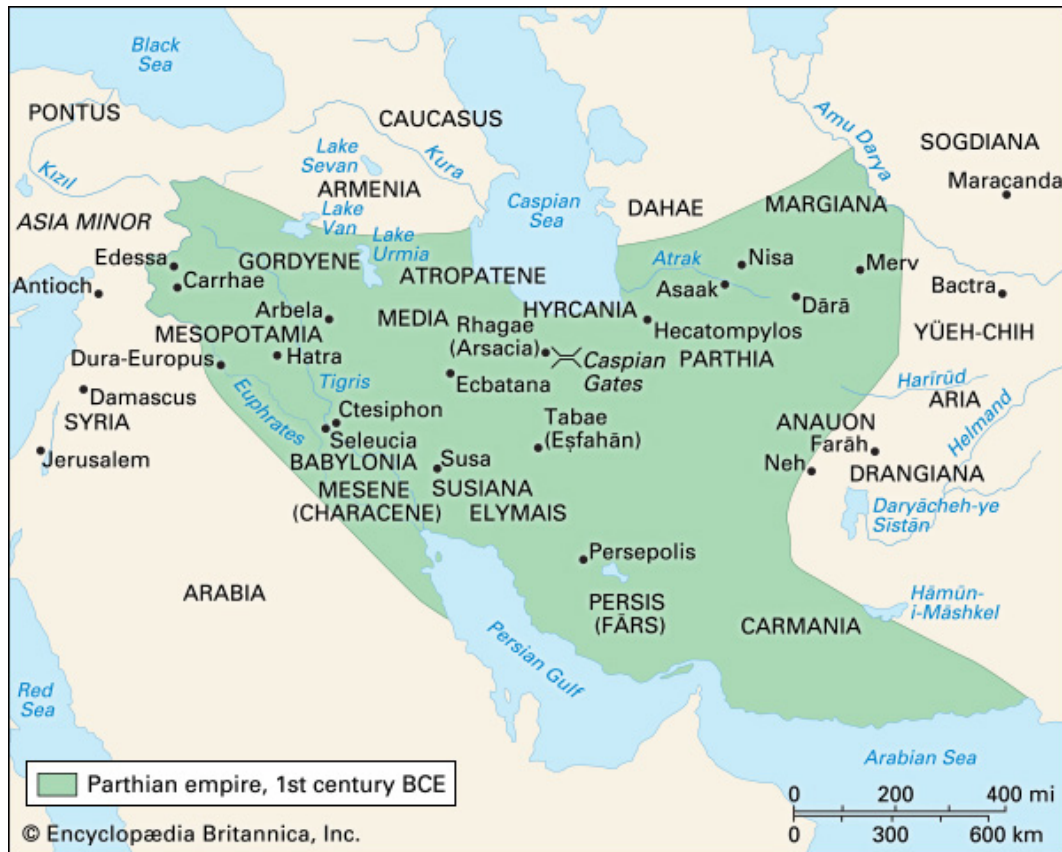 Black
Sea
PONTUS
CAUCASUS
Amu Darya
SOGDIANA
Kızıl
Lake
Sevan
Kura
Maracanda
ARMENIA
Caspian
Sea
DAHAE
MARGIANA
ASIA MINOR
Lake
Van
Lake
Urmia
Edessa
GORDYENE
ATROPATENE
Atrak
Nisa
Merv
Antioch
Carrhae
Asaak
Dārā
Bactra
Arbela
MEDIA
HYRCANIA
MESOPOTAMIA
Rhagae
(Arsacia)
Hecatompylos
YÜEH-CHIH
Dura-Europus
Hatra
Caspian
Gates
PARTHIA
Tigris
Ecbatana
Harīrūd
Damascus
ARIA
SYRIA
Euphrates
Ctesiphon
Tabae
(Eşfahān)
ANAUON
Helmand
Jerusalem
Seleucia
Farāh
BABYLONIA
Susa
Neh
DRANGIANA
MESENE
(CHARACENE)
SUSIANA
ELYMAIS
Daryācheh-ye
Sīstān
Persepolis
ARABIA
PERSIS
(FĀRS)
CARMANIA
Hāmūn-
i-Māshkel
Persian Gulf
Red
Sea
Arabian Sea
Parthian empire, 1st century BCE
0 200 400 mi
0 300 600 km
© Encyclopædia Britannica, Inc.